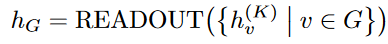 h_G = READOUT({h_v^{(K)} | v ∈ G})